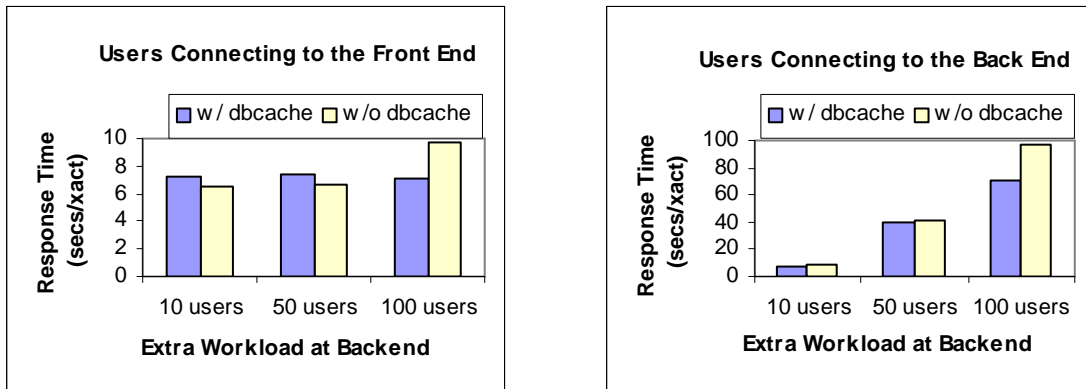 Users Connecting to the Front End
w/ dbcache w/o dbcache
Response Time
(secs/xact)
10
8
6
4
2
0
10 users 50 users 100 users
Extra Workload at Backend
Users Connecting to the Back End
w/ dbcache w/o dbcache
Response Time
(secs/xact)
100
80
60
40
20
0
10 users 50 users 100 users
Extra Workload at Backend